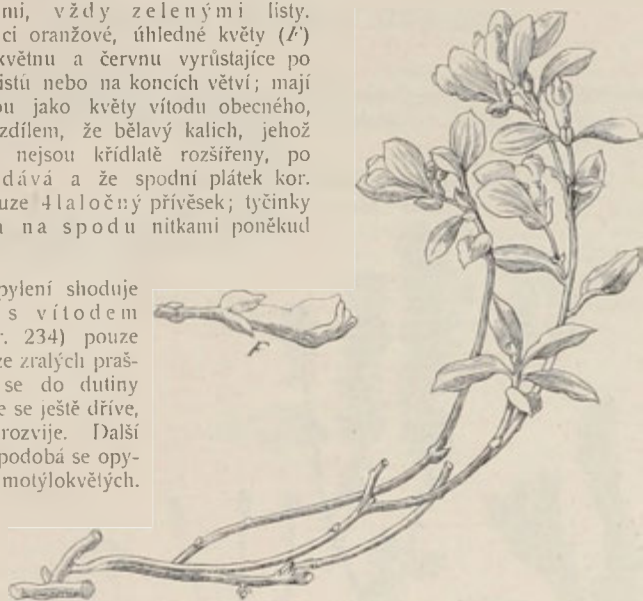 mi, vždy zelenými listy.
ci oranžové, úhledné květy (F)
květnu a červnu vyrůstajíce po
istů nebo na koncích větví; mají
ou jako květy vítodu obecného,
zdílem, že bělavý kalich, jehož
nejsou křídlatě rozšířeny, po
dává a že spodní plátek kor.
uze 4laločný přívěsek; tyčinky
na spodu nitkami poněkud
pylení shoduje
s vítodem
r. 234) pouze
ze zralých praš-
se do dutiny
e se ještě dříve,
rozvije. Další
podobá se opy-
motýlokvětých.
F